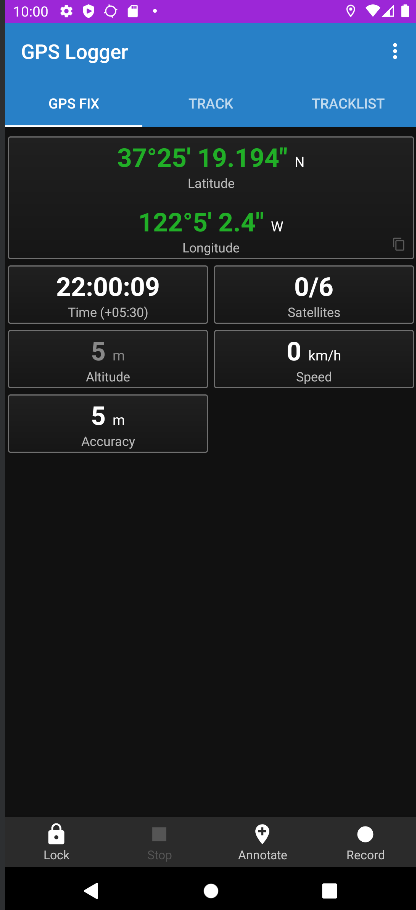 10:00
GPS Logger
GPS FIX TRACK TRACKLIST
37°25' 19.194" N
Latitude
122°5' 2.4" W
Longitude
22:00:09 0/6
Time (+05:30) Satellites
5 m 0 km/h
Altitude Speed
5 m
Accuracy
Lock Stop Annotate Record